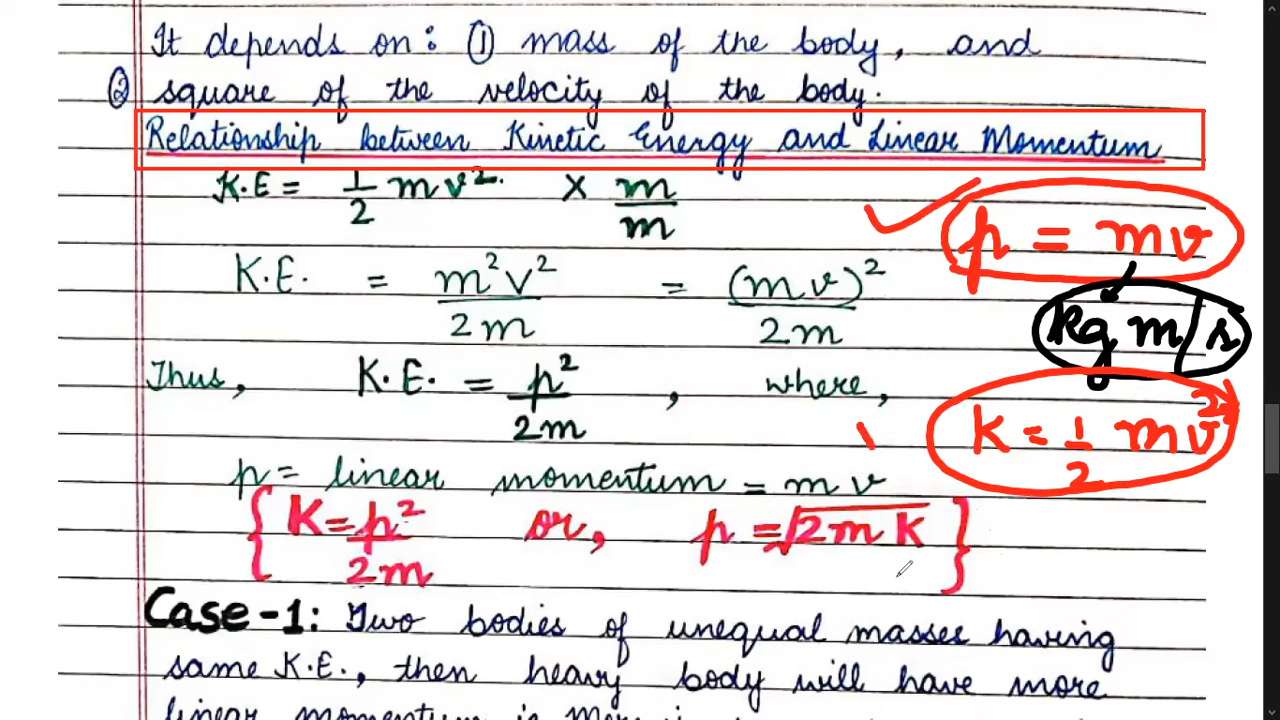 It depends on: ① mass of the body, and
② square of the velocity of the body.
Relationship between Kinetic Energy and Linear Momentum
K.E = 1/2 mv². × m/m
p = mv
K.E. = m²v²/2m = (mv)²/2m
kg m/s
Thus, K.E. = p²/2m, where,
K = 1/2 mv²
p = linear momentum = mv
{K = p²/2m or, p = √2mK}
Case-1: Two bodies of unequal masses having
same K.E., then heavy body will have more
linear momentum